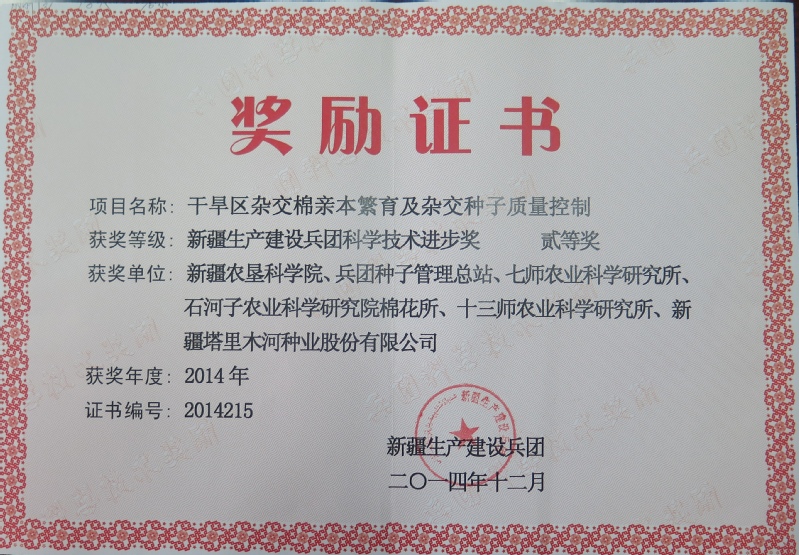 奖励证书
项目名称：干旱区杂交棉亲本繁育及杂交种子质量控制
获奖等级：新疆生产建设兵团科学技术进步奖 贰等奖
获奖单位：新疆农垦科学院、兵团种子管理总站、七师农业科学研究所、
石河子农业科学研究院棉花所、十三师农业科学研究所、新
疆塔里木河种业股份有限公司
获奖年度：2014年
证书编号：2014215
新疆生产建设兵团
二〇一四年十二月